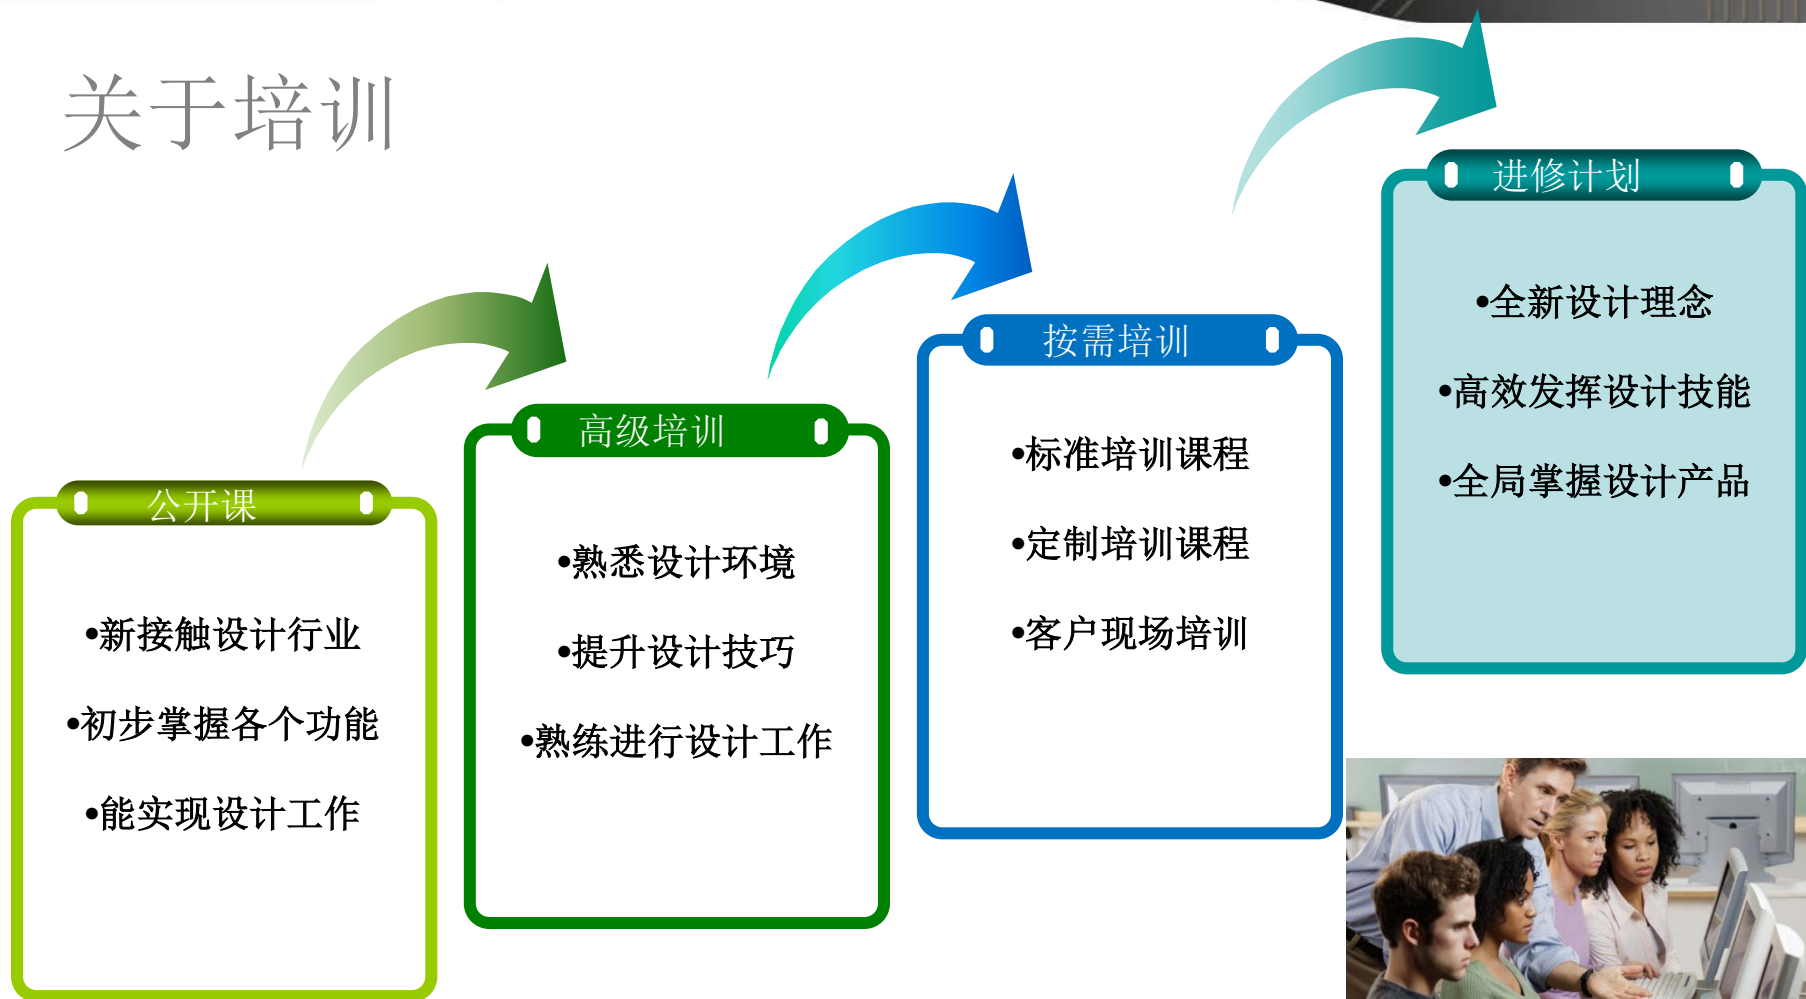 关于培训
公开课
•新接触设计行业
•初步掌握各个功能
•能实现设计工作
高级培训
•熟悉设计环境
•提升设计技巧
•熟练进行设计工作
按需培训
•标准培训课程
•定制培训课程
•客户现场培训
进修计划
•全新设计理念
•高效发挥设计技能
•全局掌握设计产品